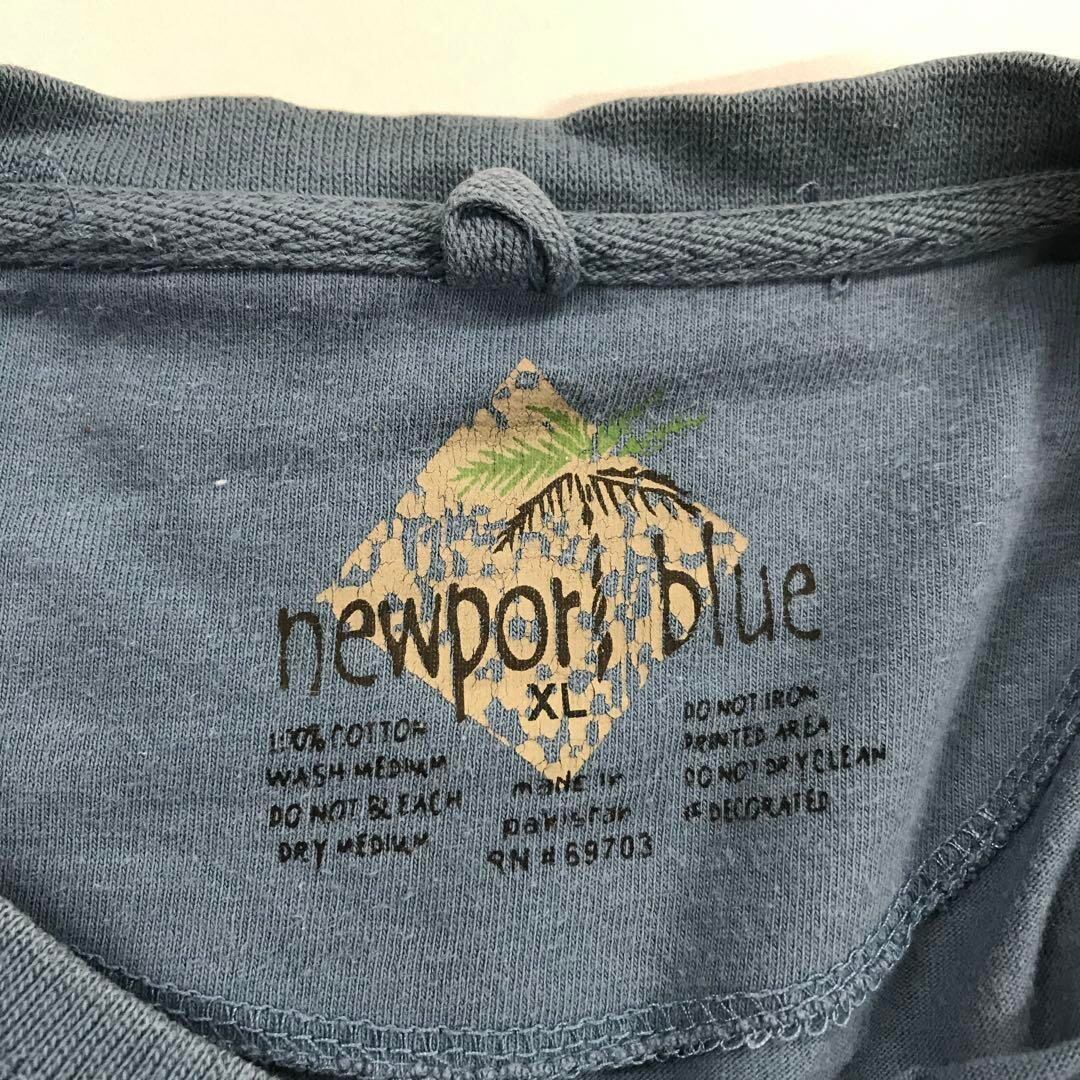 newport blue
XL
100% COTTON
WASH MEDIUM
DO NOT BLEACH
DRY MEDIUM
made in
pakistan
RN # 69703
DO NOT IRON
PRINTED AREA
DO NOT DRY CLEAN
IF DECORATED